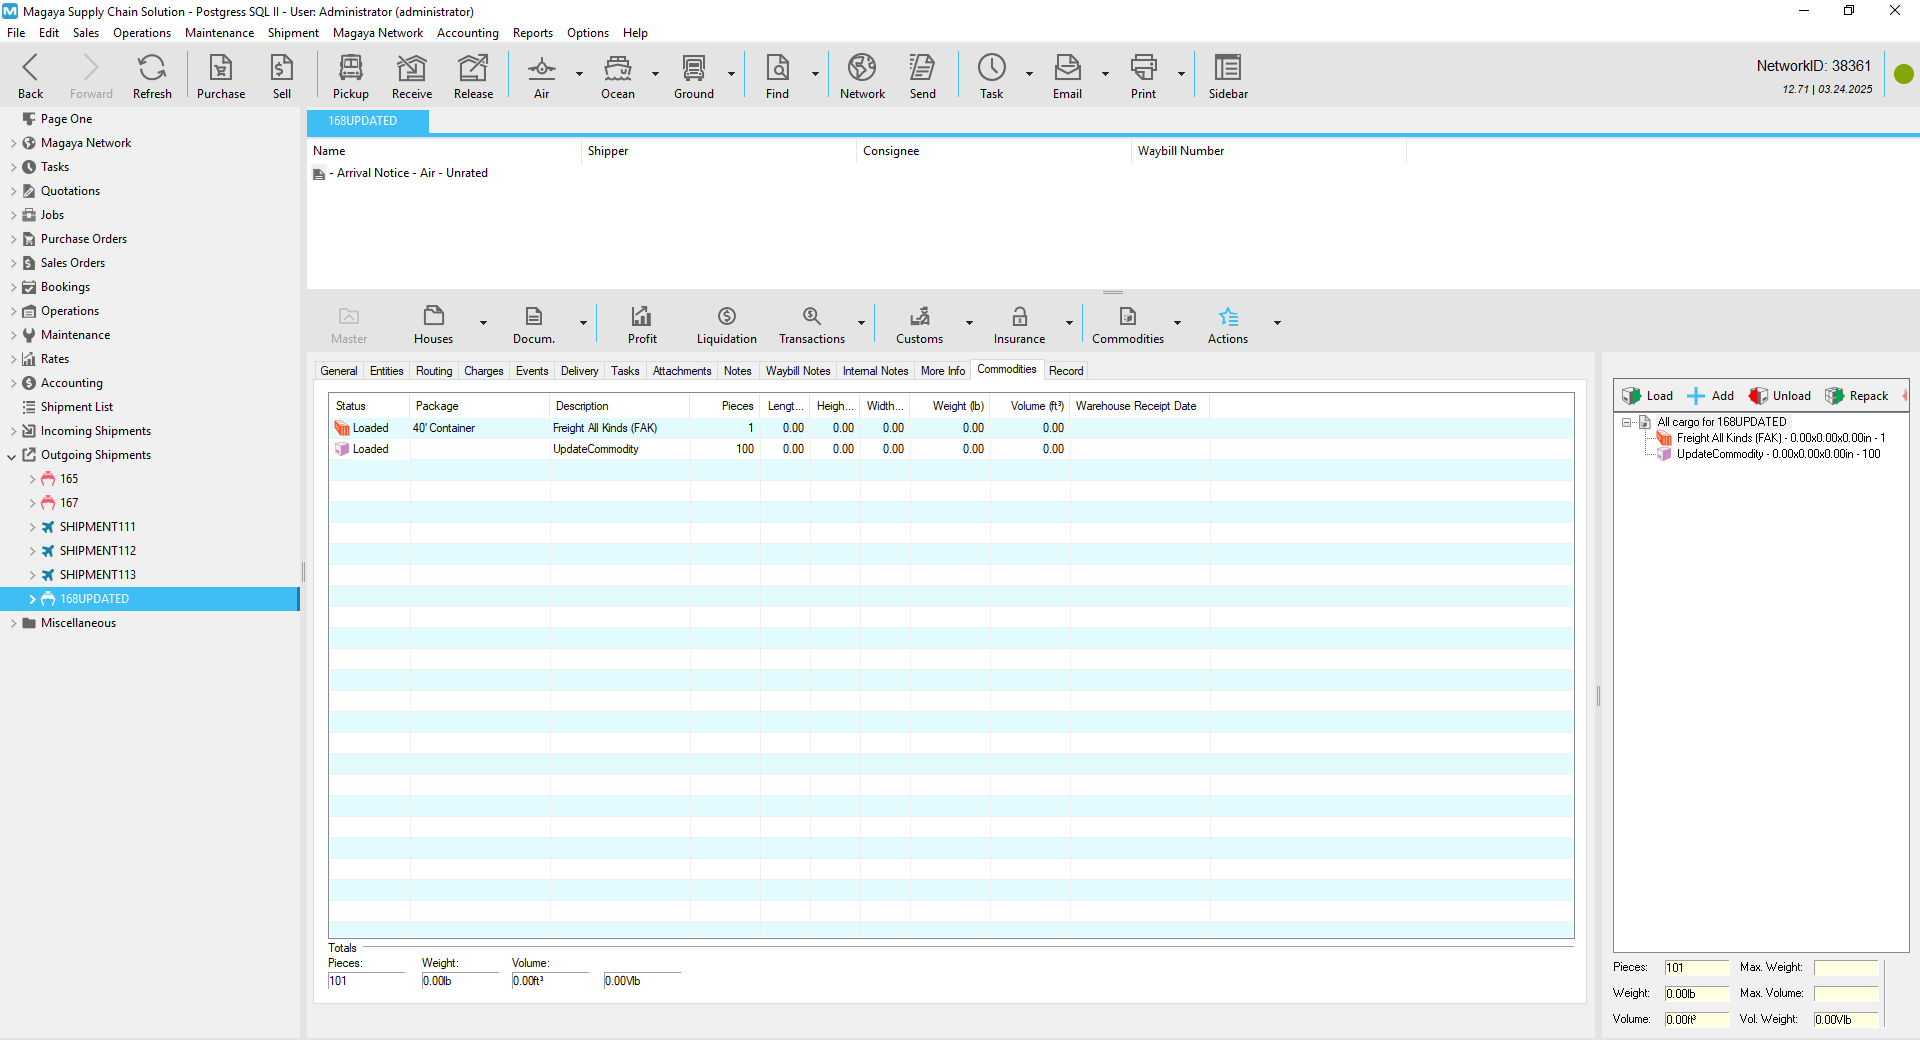 Magaya Supply Chain Solution - Postgress SQL II - User: Administrator (administrator)
File Edit Sales Operations Maintenance Shipment Magaya Network Accounting Reports Options Help
Back Forward Refresh Purchase Sell Pickup Receive Release Air Ocean Ground Find Network Send Task Email Print Sidebar
NetworkID: 38361
12.71 | 03.24.2025
Page One
Magaya Network
Tasks
Quotations
Jobs
Purchase Orders
Sales Orders
Bookings
Operations
Maintenance
Rates
Accounting
Shipment List
Incoming Shipments
Outgoing Shipments
165
167
SHIPMENT111
SHIPMENT112
SHIPMENT113
168UPDATED
Miscellaneous
168UPDATED
Name Shipper Consignee Waybill Number
- Arrival Notice - Air - Unrated
Master Houses Docum. Profit Liquidation Transactions Customs Insurance Commodities Actions
General Entities Routing Charges Events Delivery Tasks Attachments Notes Waybill Notes Internal Notes More Info Commodities Record
Status Package Description Pieces Lengt... Heigh... Width... Weight (lb) Volume (ft³) Warehouse Receipt Date
Loaded 40' Container Freight All Kinds (FAK) 1 0.00 0.00 0.00 0.00 0.00
Loaded UpdateCommodity 100 0.00 0.00 0.00 0.00 0.00
Totals
Pieces: Weight: Volume:
101 0.00lb 0.00ft³ 0.00Vlb
Load Add Unload Repack
All cargo for 168UPDATED
Freight All Kinds (FAK) - 0.00x0.00x0.00in - 1
UpdateCommodity - 0.00x0.00x0.00in - 100
Pieces: 101 Max. Weight:
Weight: 0.00lb Max. Volume:
Volume: 0.00ft³ Vol. Weight: 0.00Vlb